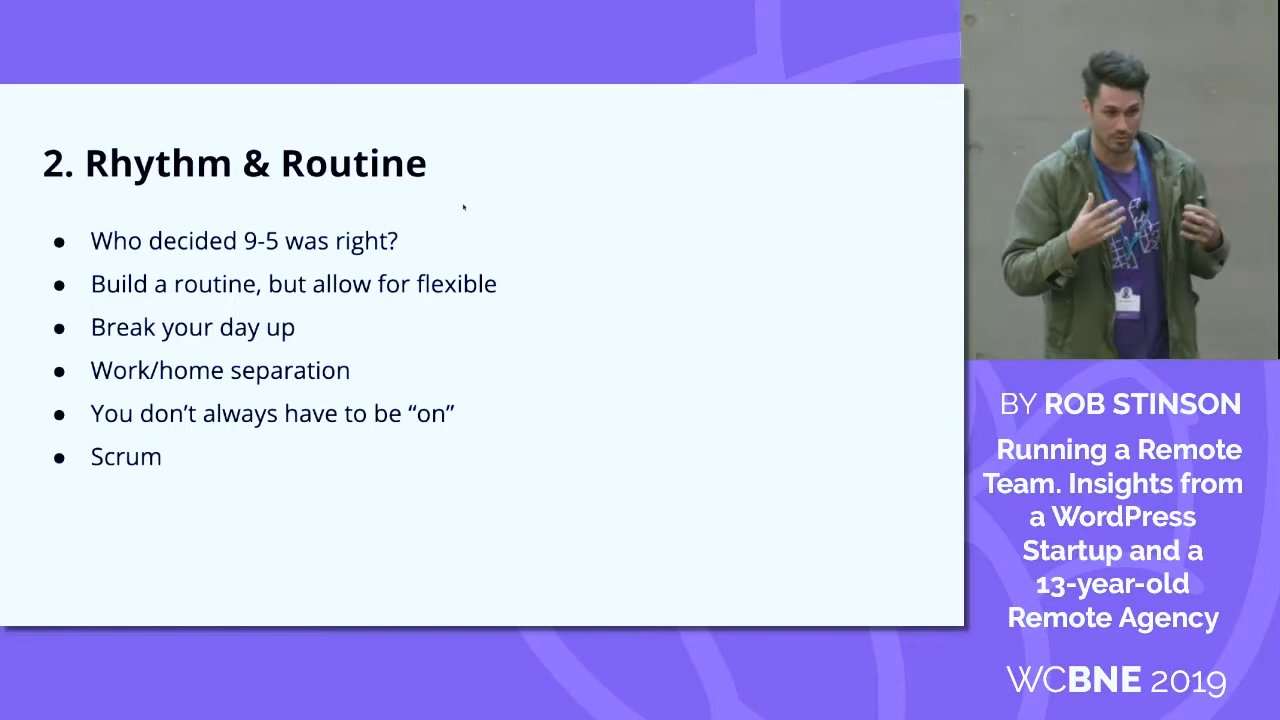 2. Rhythm & Routine
● Who decided 9-5 was right?
● Build a routine, but allow for flexible
● Break your day up
● Work/home separation
● You don’t always have to be “on”
● Scrum
BY ROB STINSON
Running a Remote
Team. Insights from
a WordPress
Startup and a
13-year-old
Remote Agency
WCBNE 2019